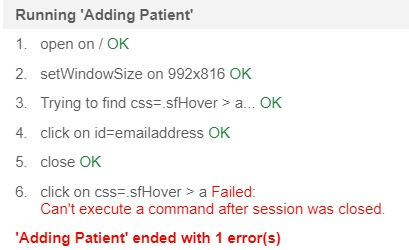 Running 'Adding Patient'
1. open on / OK
2. setWindowSize on 992x816 OK
3. Trying to find css=.sfHover > a... OK
4. click on id=emailaddress OK
5. close OK
6. click on css=.sfHover > a Failed:
Can't execute a command after session was closed.
'Adding Patient' ended with 1 error(s)